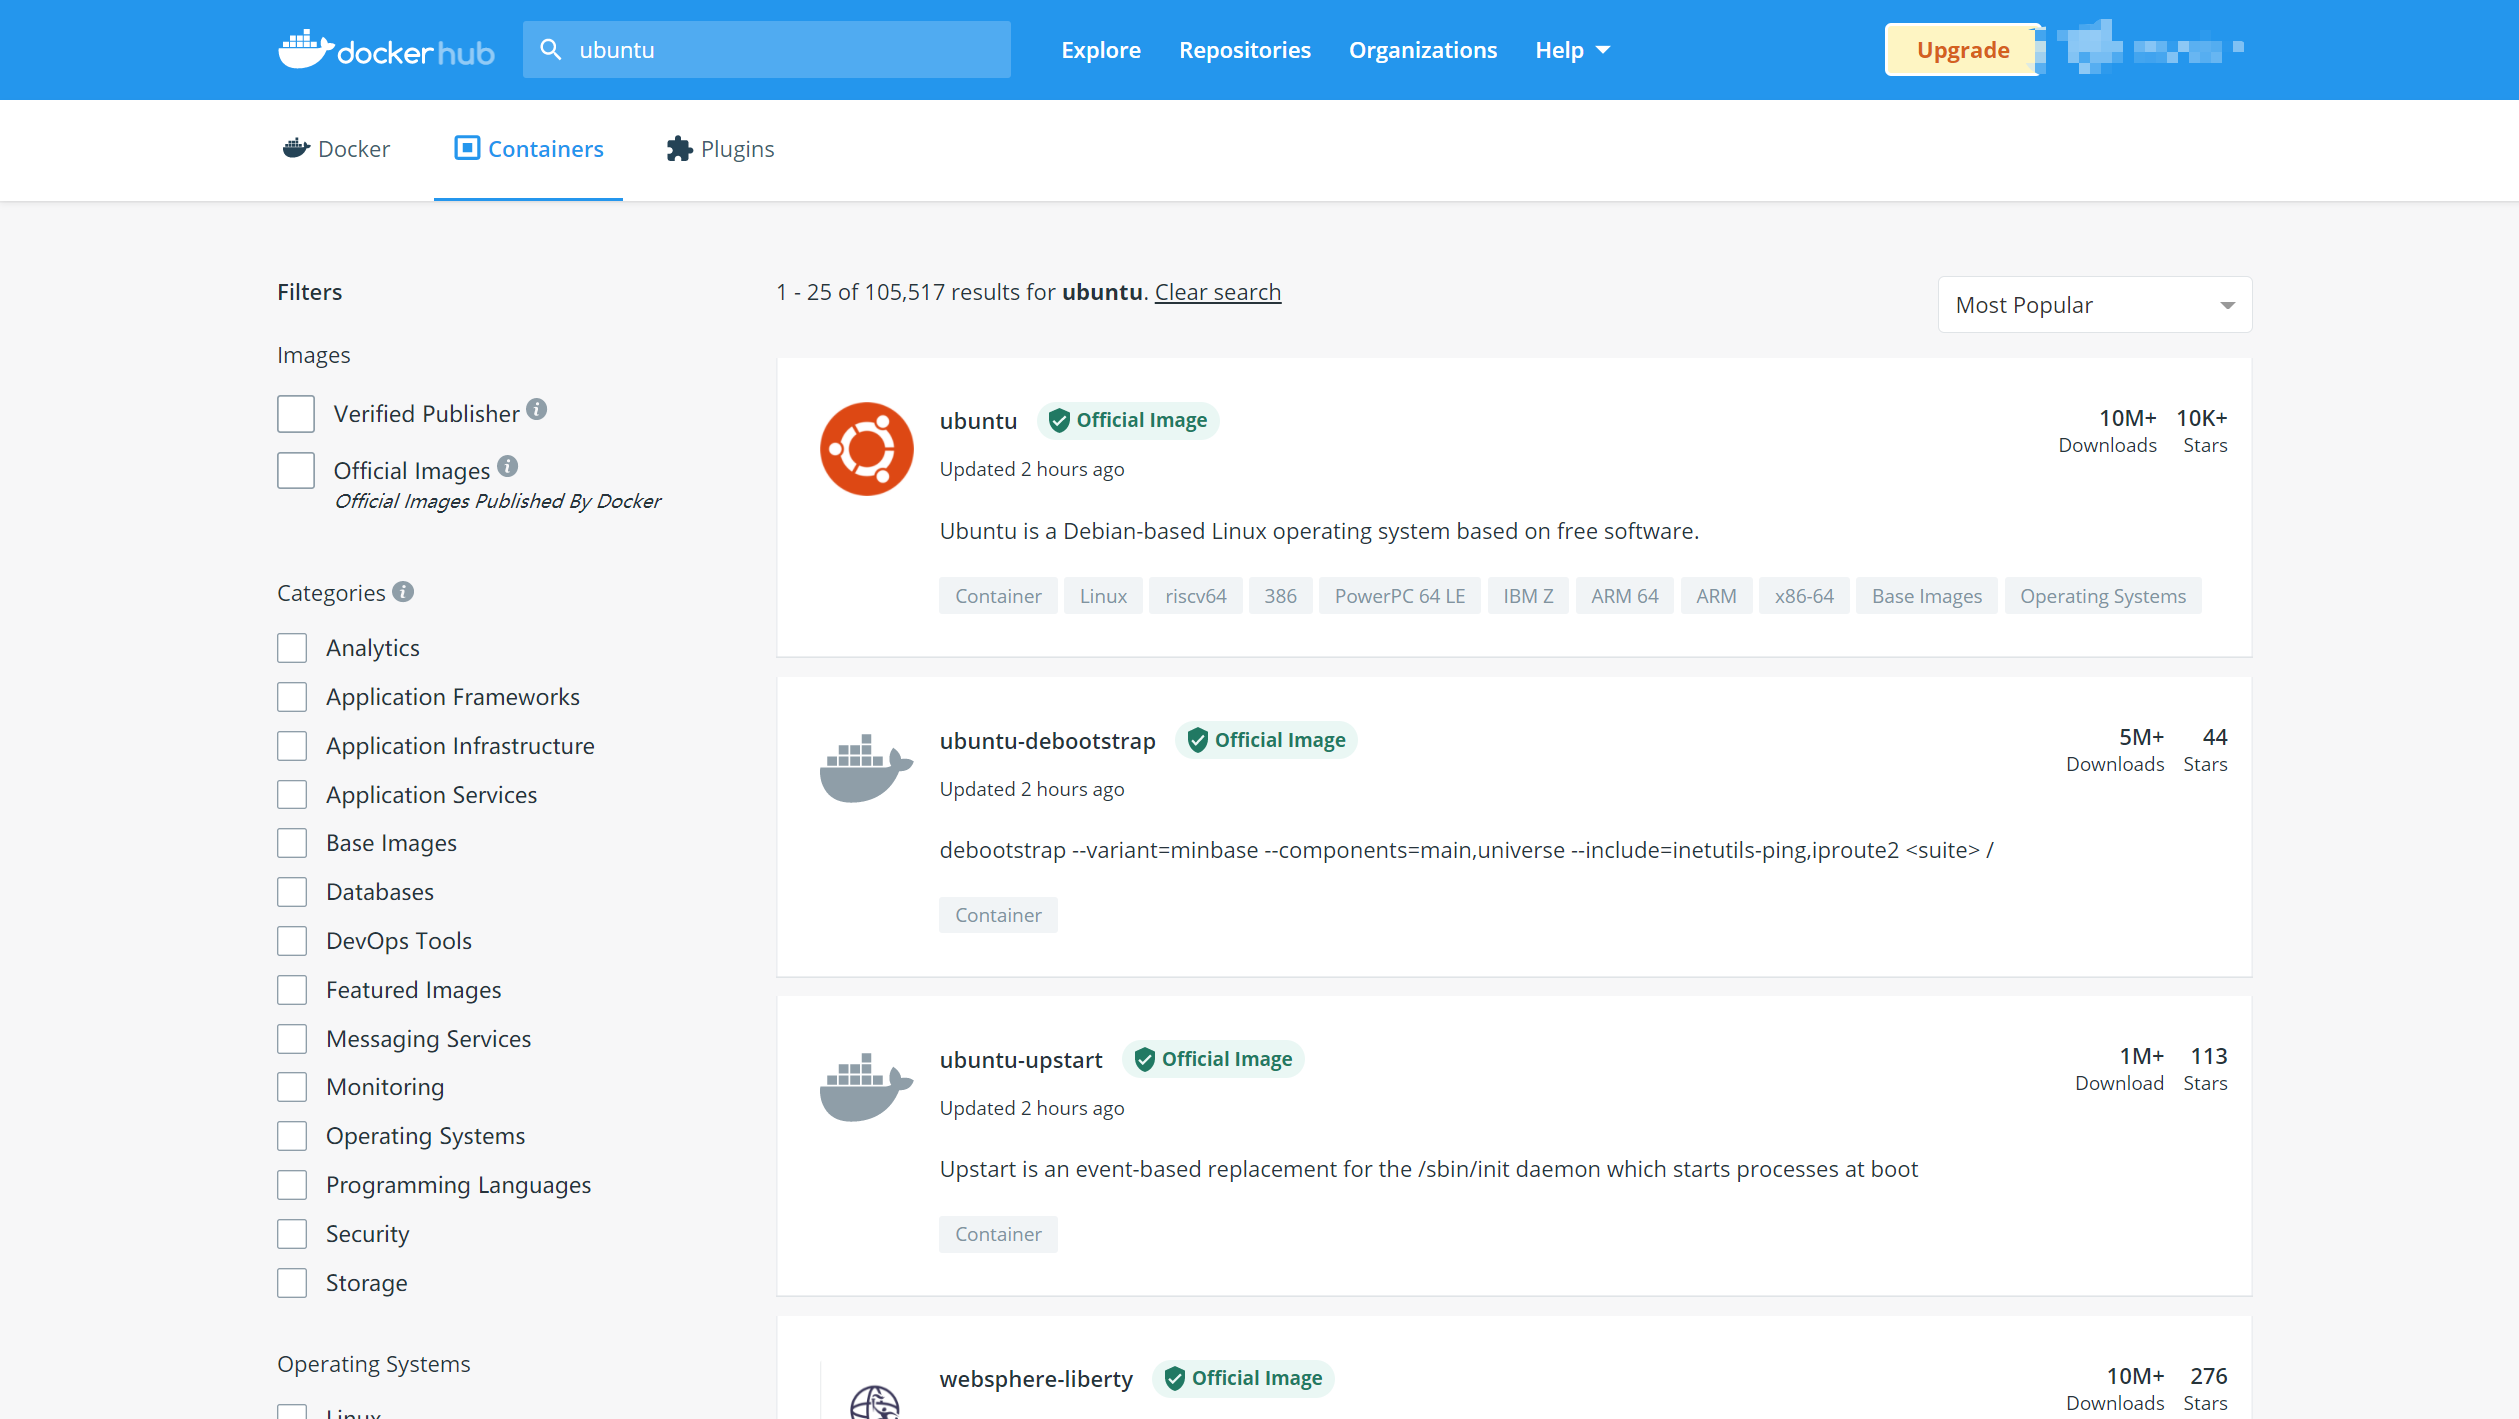 docker hub
ubuntu
Explore
Repositories
Organizations
Help
Upgrade
Docker
Containers
Plugins
Filters
Images
Verified Publisher
Official Images
Official Images Published By Docker
Categories
Analytics
Application Frameworks
Application Infrastructure
Application Services
Base Images
Databases
DevOps Tools
Featured Images
Messaging Services
Monitoring
Operating Systems
Programming Languages
Security
Storage
Operating Systems
Linux
1 - 25 of 105,517 results for ubuntu. Clear search
Most Popular
ubuntu
Official Image
10M+ 10K+
Downloads Stars
Updated 2 hours ago
Ubuntu is a Debian-based Linux operating system based on free software.
Container Linux riscv64 386 PowerPC 64 LE IBM Z ARM 64 ARM x86-64 Base Images Operating Systems
ubuntu-debootstrap
Official Image
5M+ 44
Downloads Stars
Updated 2 hours ago
debootstrap --variant=minbase --components=main,universe --include=inetutils-ping,iproute2 <suite> /
Container
ubuntu-upstart
Official Image
1M+ 113
Download Stars
Updated 2 hours ago
Upstart is an event-based replacement for the /sbin/init daemon which starts processes at boot
Container
websphere-liberty
Official Image
10M+ 276
Downloads Stars